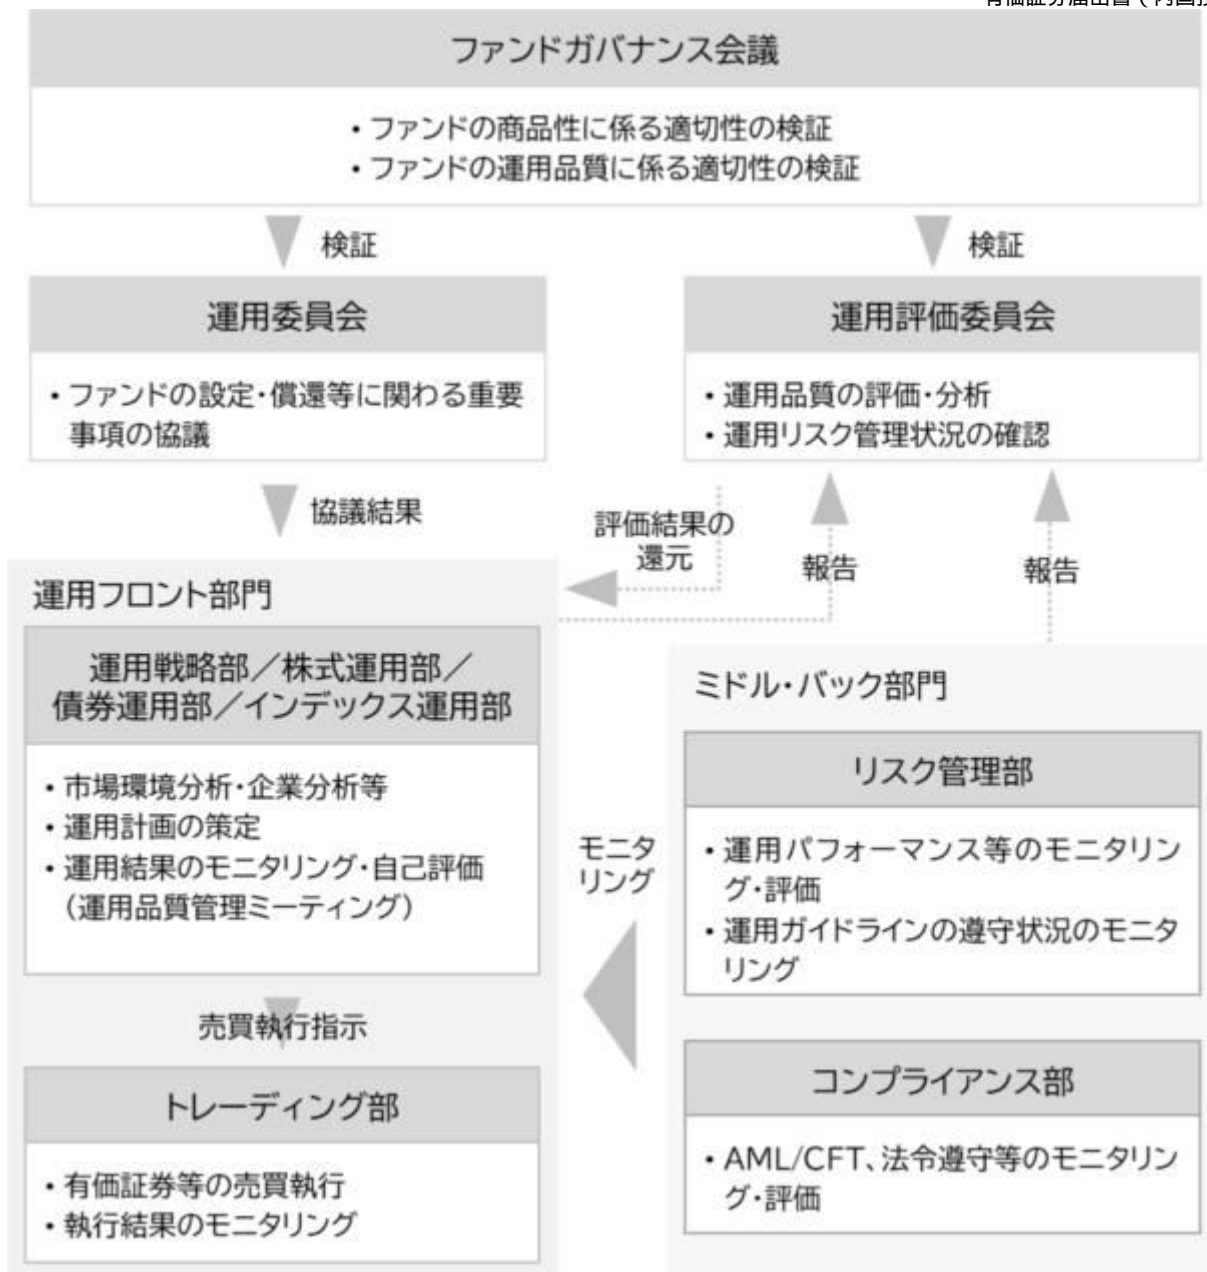 有価証券届出書（内国投
ファンドガバナンス会議
・ファンドの商品性に係る適切性の検証
・ファンドの運用品質に係る適切性の検証
検証
検証
運用委員会
・ファンドの設定・償還等に関わる重要
事項の協議
運用評価委員会
・運用品質の評価・分析
・運用リスク管理状況の確認
協議結果
評価結果の
還元
報告
報告
運用フロント部門
運用戦略部／株式運用部／
債券運用部／インデックス運用部
・市場環境分析・企業分析等
・運用計画の策定
・運用結果のモニタリング・自己評価
（運用品質管理ミーティング）
売買執行指示
トレーディング部
・有価証券等の売買執行
・執行結果のモニタリング
モニタ
リング
ミドル・バック部門
リスク管理部
・運用パフォーマンス等のモニタリン
グ・評価
・運用ガイドラインの遵守状況のモニタ
リング
コンプライアンス部
・AML/CFT、法令遵守等のモニタリン
グ・評価